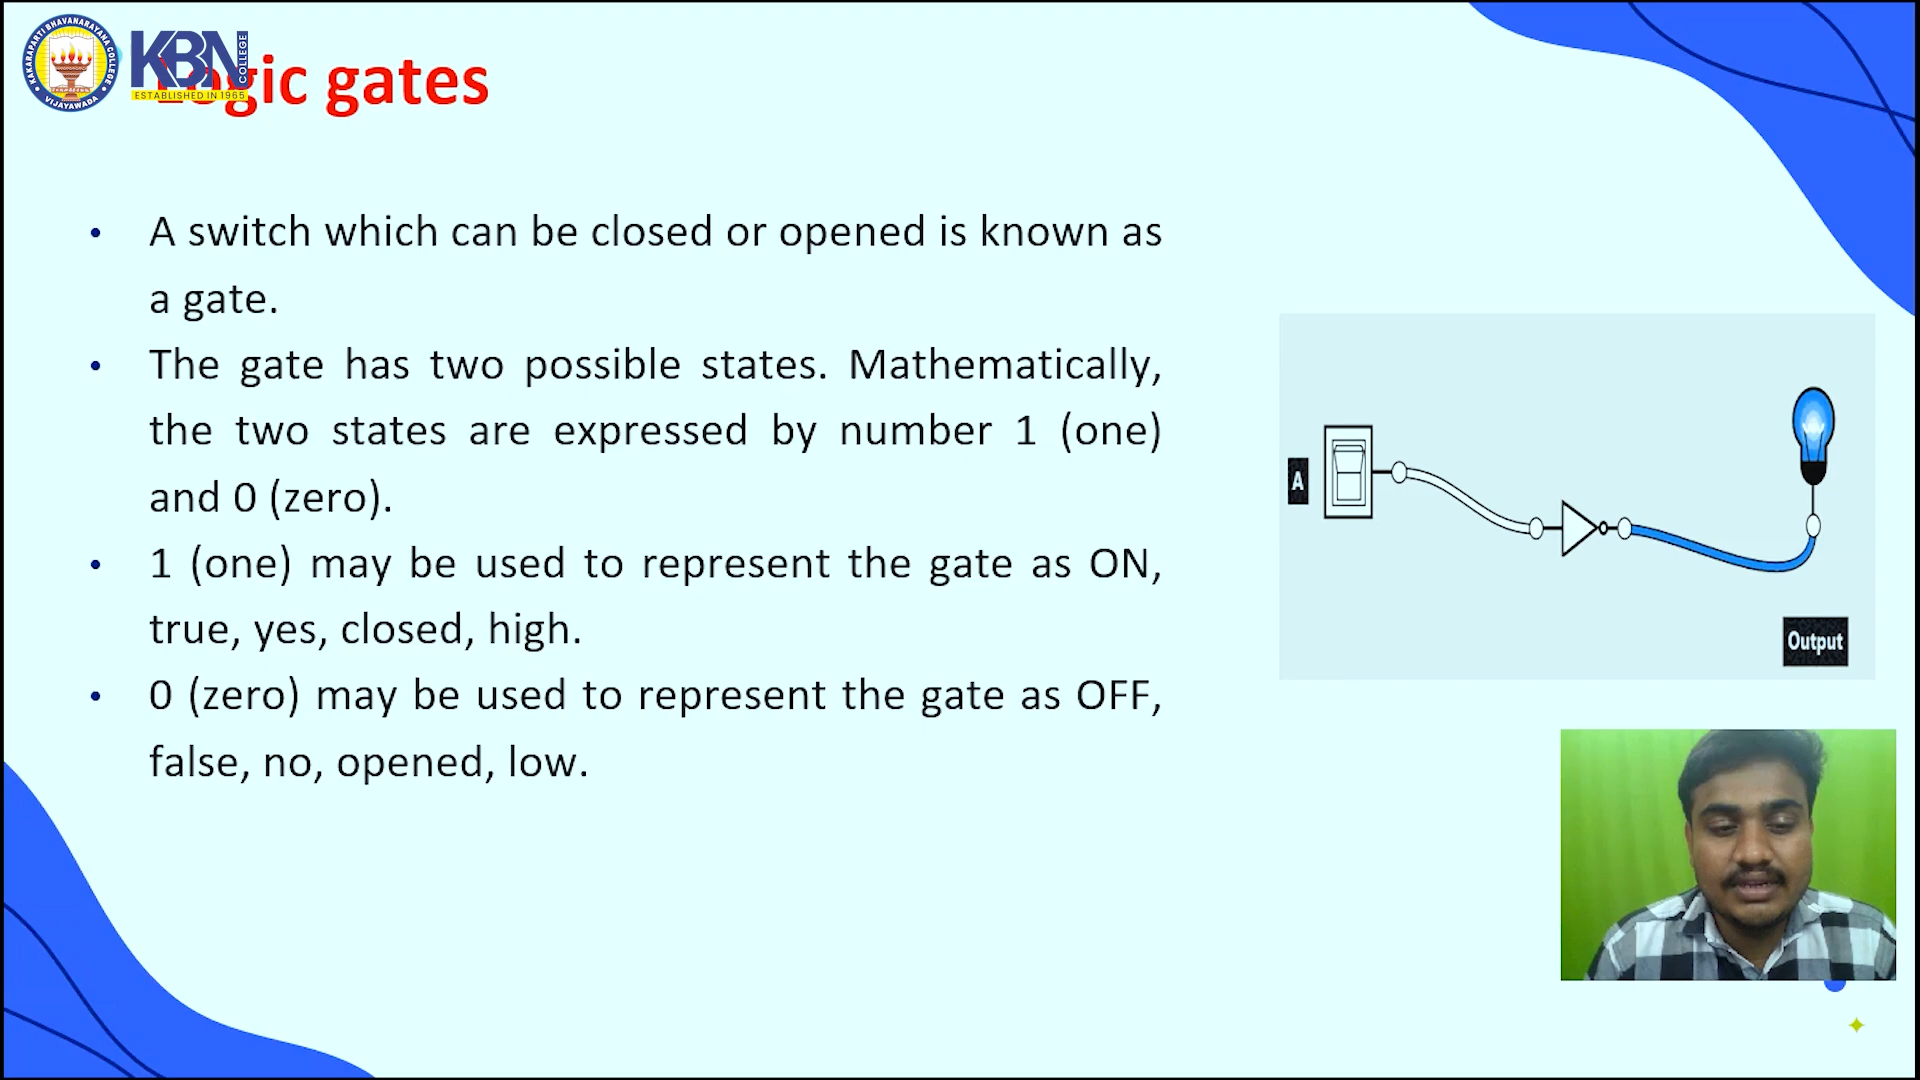 KAKARAPARTI BHAVANARAYANA COLLEGE
VIJAYAWADA
KBN
COLLEGE
ESTABLISHED IN 1965
Logic gates
• A switch which can be closed or opened is known as
a gate.
• The gate has two possible states. Mathematically,
the two states are expressed by number 1 (one)
and 0 (zero).
• 1 (one) may be used to represent the gate as ON,
true, yes, closed, high.
• 0 (zero) may be used to represent the gate as OFF,
false, no, opened, low.
A
Output